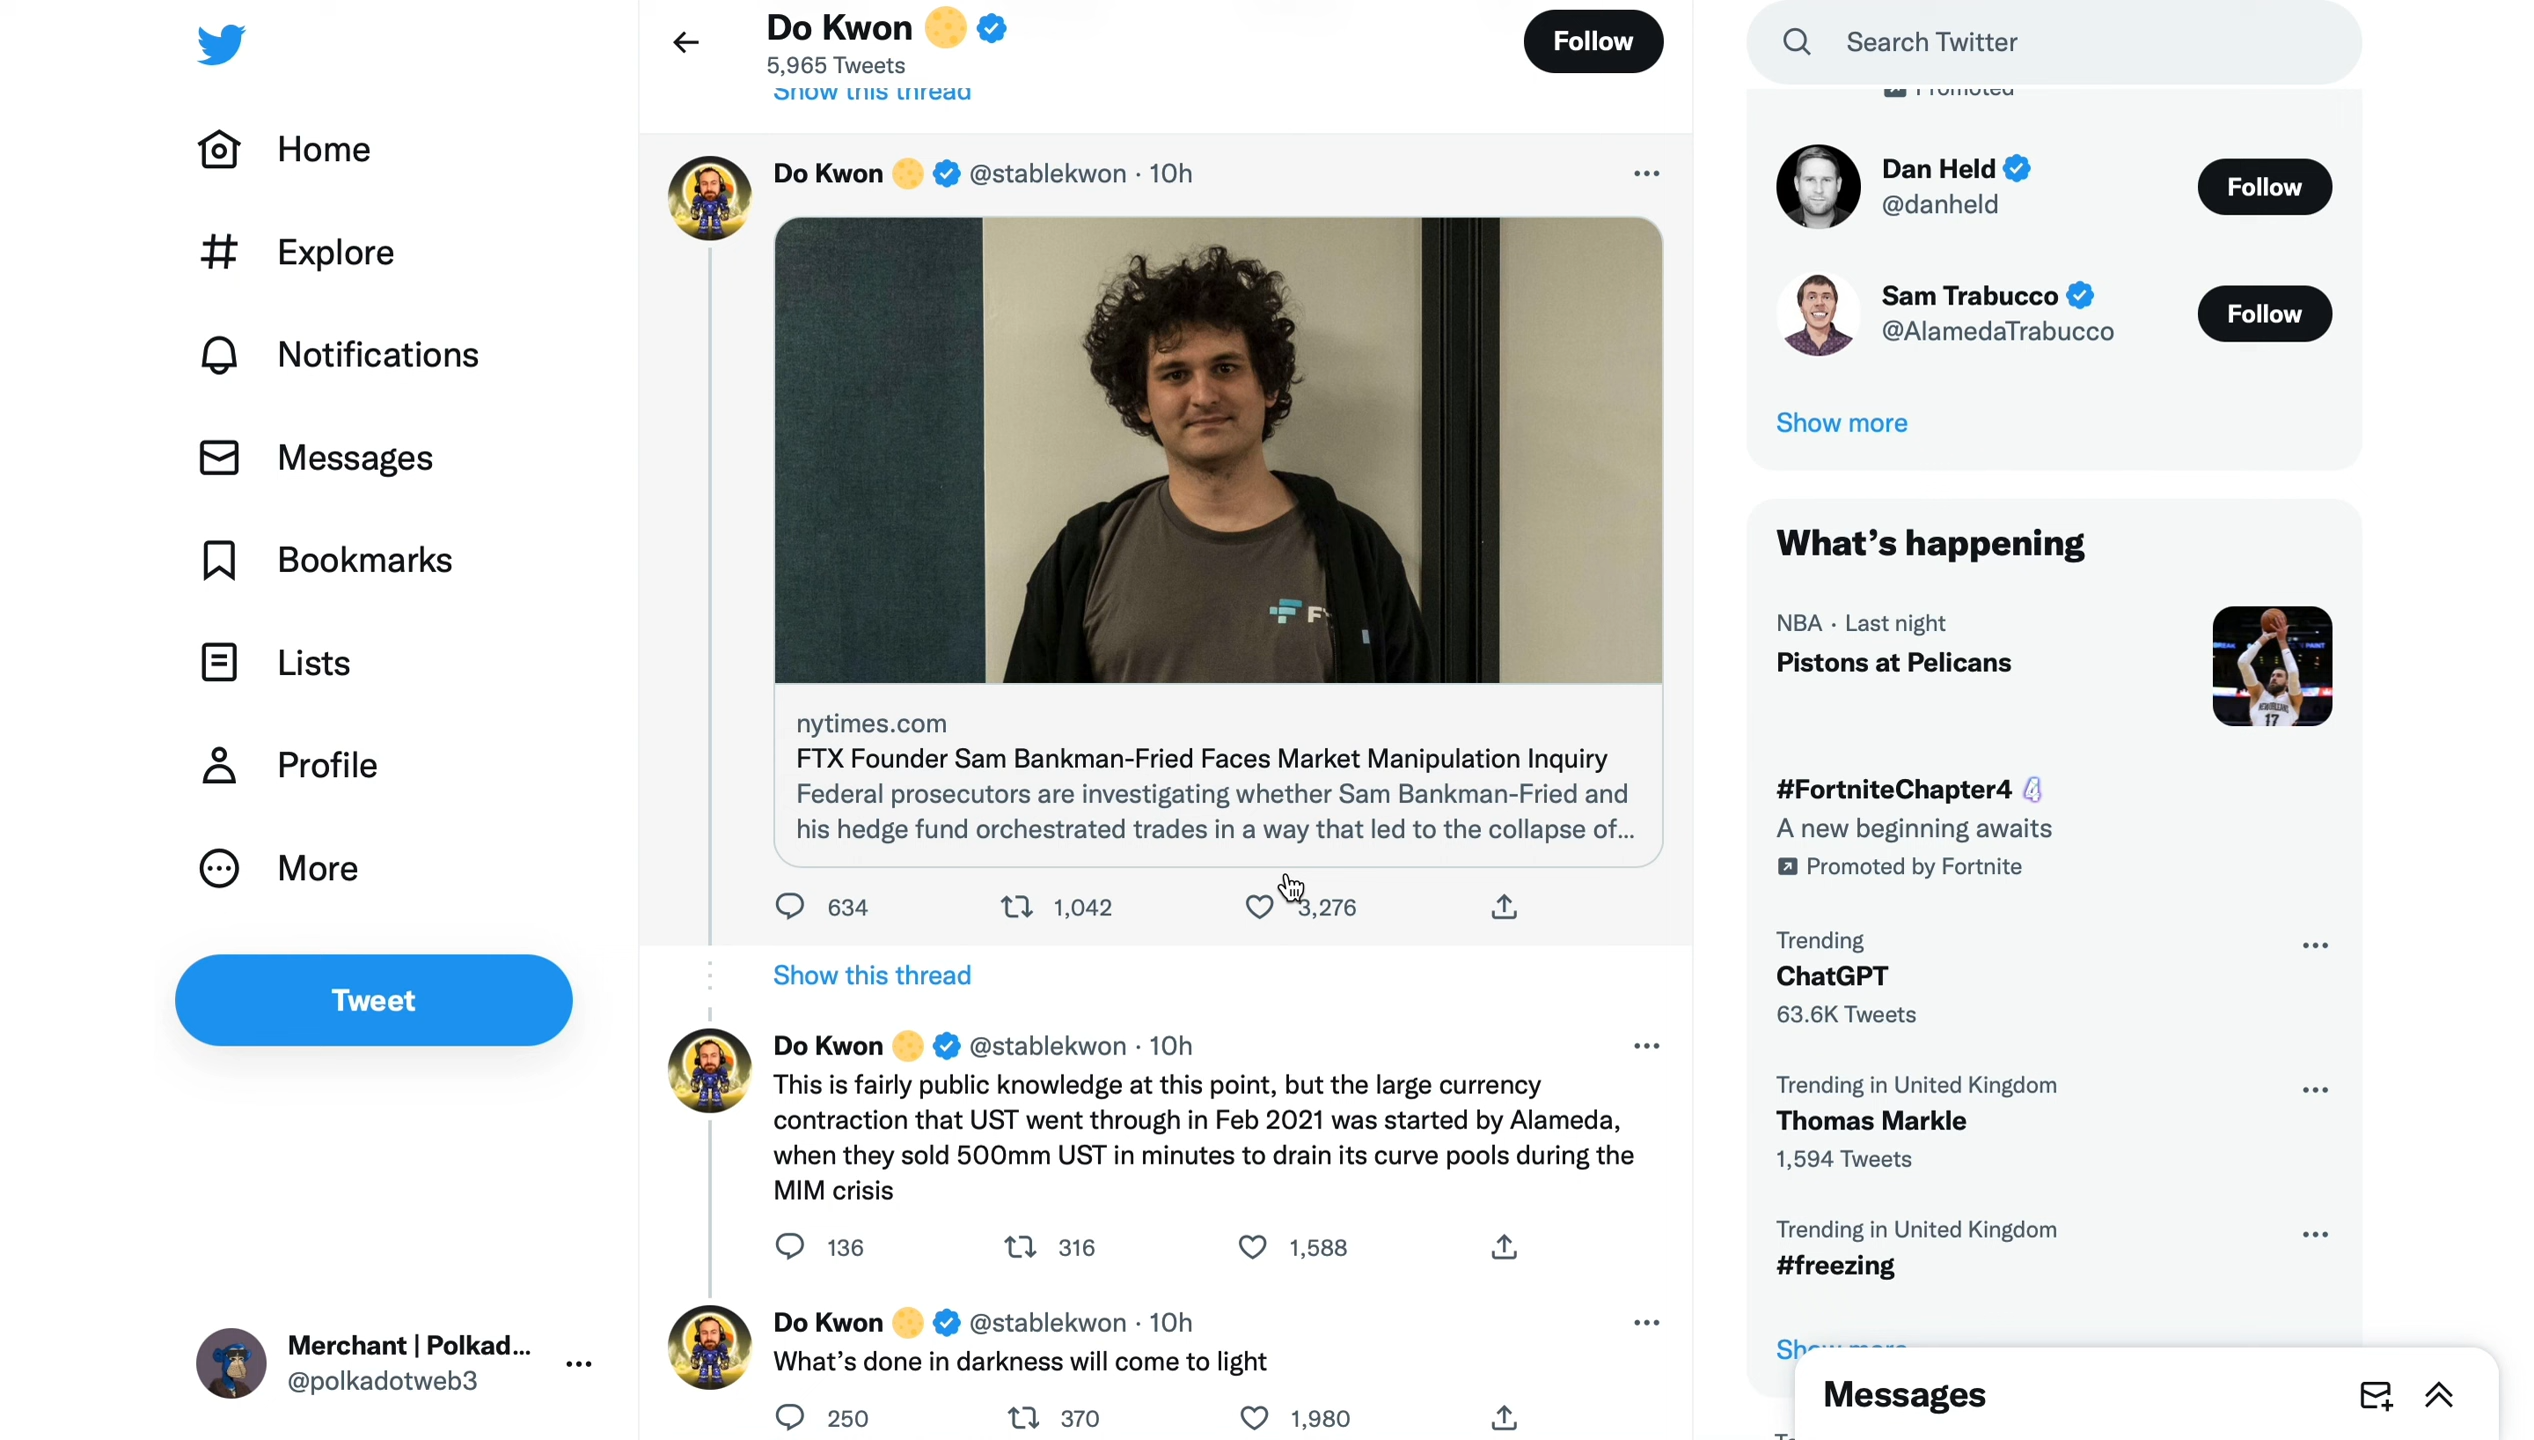 Home
Explore
Notifications
Messages
Bookmarks
Lists
Profile
More
Tweet
Merchant | Polkad...
@polkadotweb3
Do Kwon
5,965 Tweets
Follow
Show this thread
Do Kwon @stablekwon · 10h
nytimes.com
FTX Founder Sam Bankman-Fried Faces Market Manipulation Inquiry
Federal prosecutors are investigating whether Sam Bankman-Fried and
his hedge fund orchestrated trades in a way that led to the collapse of...
634 1,042 3,276
Show this thread
Do Kwon @stablekwon · 10h
This is fairly public knowledge at this point, but the large currency
contraction that UST went through in Feb 2021 was started by Alameda,
when they sold 500mm UST in minutes to drain its curve pools during the
MIM crisis
136 316 1,588
Do Kwon @stablekwon · 10h
What's done in darkness will come to light
250 370 1,980
Search Twitter
Promoted
Dan Held
@danheld
Follow
Sam Trabucco
@AlamedaTrabucco
Follow
Show more
What's happening
NBA · Last night
Pistons at Pelicans
17
#FortniteChapter4
A new beginning awaits
Promoted by Fortnite
Trending
ChatGPT
63.6K Tweets
Trending in United Kingdom
Thomas Markle
1,594 Tweets
Trending in United Kingdom
#freezing
Show more
Messages